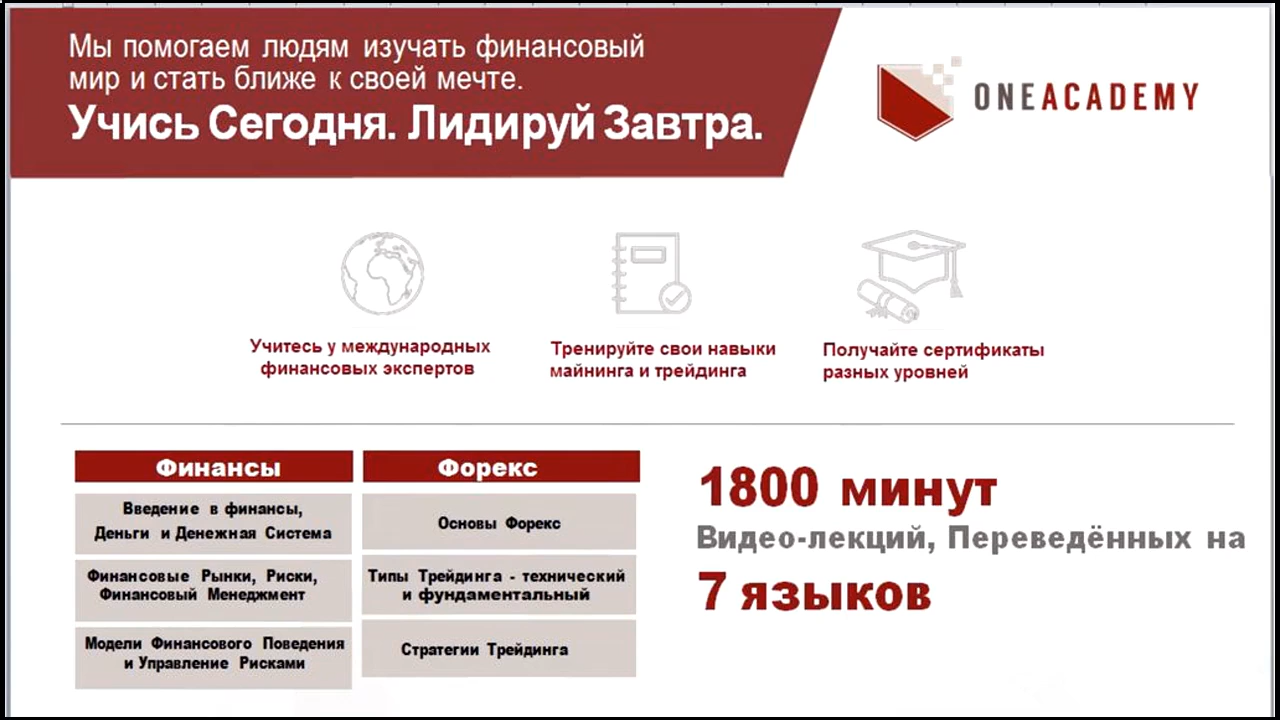 Мы помогаем людям изучать финансовый
мир и стать ближе к своей мечте.
Учись Сегодня. Лидируй Завтра.
ONEACADEMY
Учитесь у международных
финансовых экспертов
Тренируйте свои навыки
майнинга и трейдинга
Получайте сертификаты
разных уровней
Финансы
Введение в финансы,
Деньги и Денежная Система
Финансовые Рынки, Риски,
Финансовый Менеджмент
Модели Финансового Поведения
и Управление Рисками
Форекс
Основы Форекс
Типы Трейдинга - технический
и фундаментальный
Стратегии Трейдинга
1800 минут
Видео-лекций, Переведённых на
7 языков